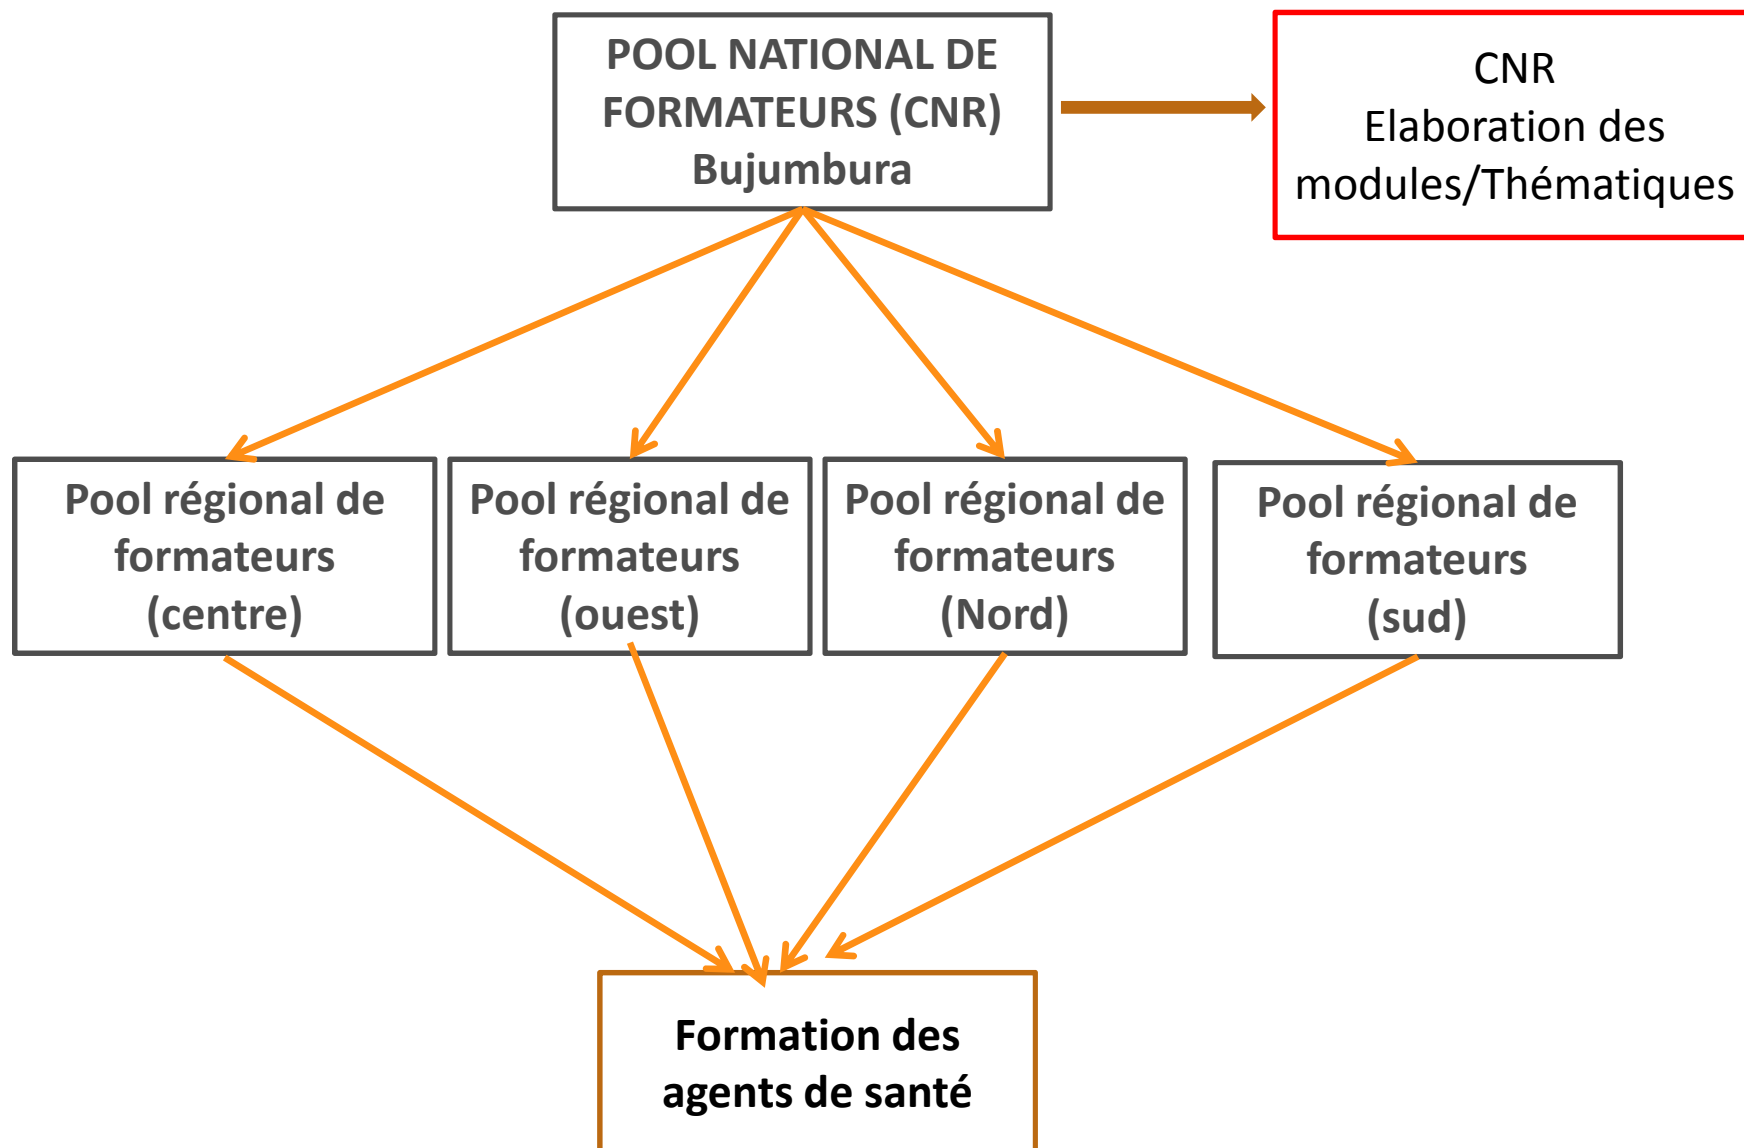 POOL NATIONAL DE
FORMATEURS (CNR)
Bujumbura
CNR
Elaboration des
modules/Thématiques
Pool régional de
formateurs
(centre)
Pool régional de
formateurs
(ouest)
Pool régional de
formateurs
(Nord)
Pool régional de
formateurs
(sud)
Formation des
agents de santé